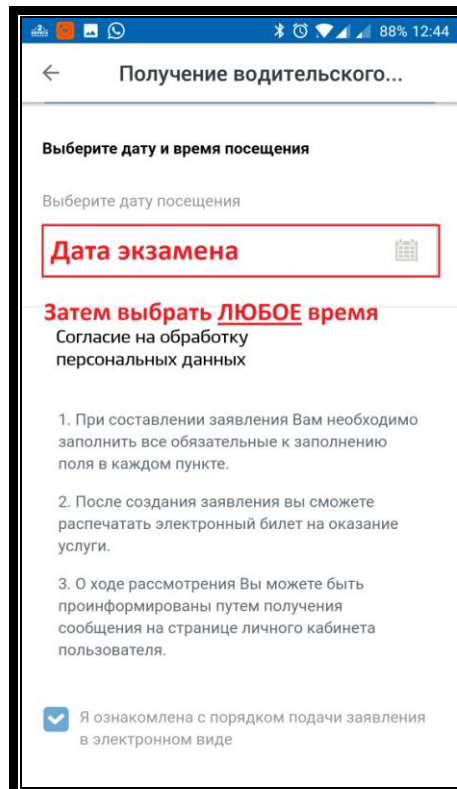 88% 12:44
Получение водительского...
Выберите дату и время посещения
Выберите дату посещения
Дата экзамена
Затем выбрать ЛЮБОЕ время
Согласие на обработку
персональных данных
1. При составлении заявления Вам необходимо
заполнить все обязательные к заполнению
поля в каждом пункте.
2. После создания заявления вы сможете
распечатать электронный билет на оказание
услуги.
3. О ходе рассмотрения Вы можете быть
проинформированы путем получения
сообщения на странице личного кабинета
пользователя.
Я ознакомлена с порядком подачи заявления
в электронном виде